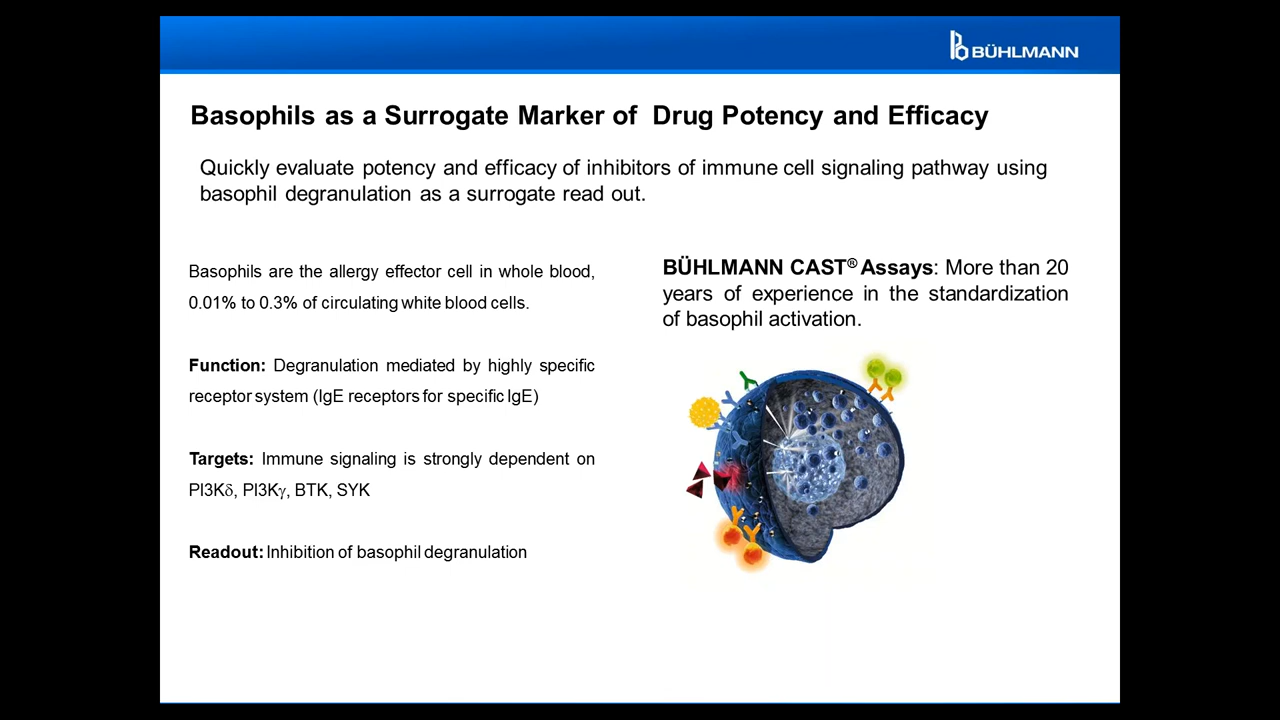 BÜHLMANN
Basophils as a Surrogate Marker of Drug Potency and Efficacy
Quickly evaluate potency and efficacy of inhibitors of immune cell signaling pathway using
basophil degranulation as a surrogate read out.
Basophils are the allergy effector cell in whole blood,
0.01% to 0.3% of circulating white blood cells.
Function: Degranulation mediated by highly specific
receptor system (IgE receptors for specific IgE)
Targets: Immune signaling is strongly dependent on
PI3Kδ, PI3Kγ, BTK, SYK
Readout: Inhibition of basophil degranulation
BÜHLMANN CAST® Assays: More than 20
years of experience in the standardization
of basophil activation.